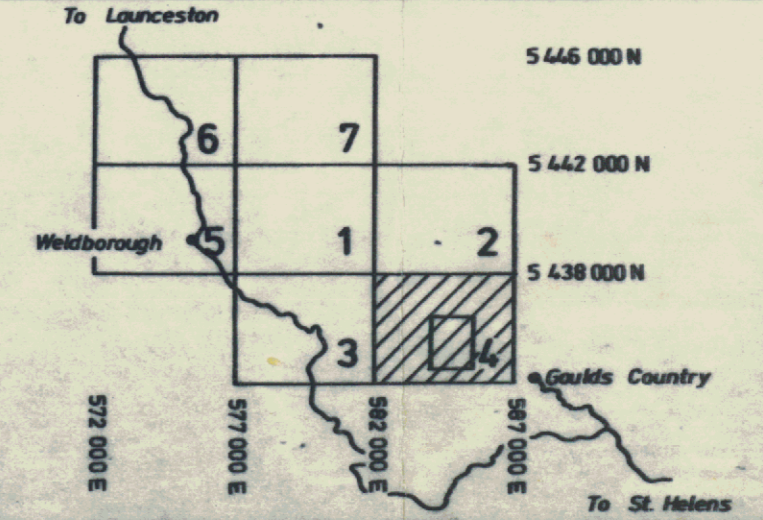 To Launceston
5 446 000 N
6
7
5 442 000 N
Weldborough
5
1
2
5 438 000 N
3
4
Goulds Country
572 000 E
577 000 E
582 000 E
587 000 E
To St. Helens